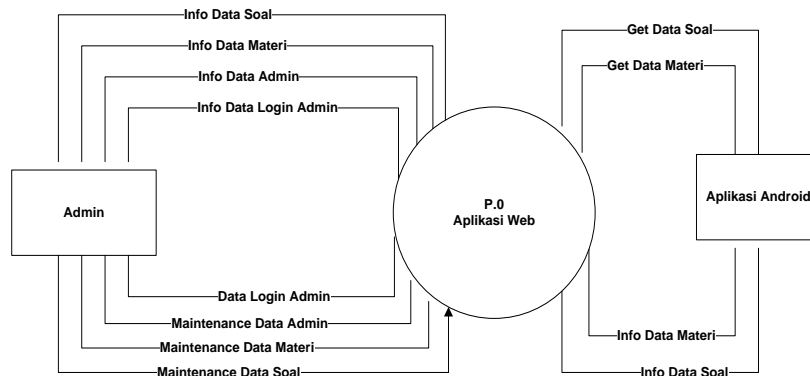 Info Data Soal
Info Data Materi
Info Data Admin
Info Data Login Admin
Get Data Soal
Get Data Materi
Admin
P.0
Aplikasi Web
Aplikasi Android
Data Login Admin
Maintenance Data Admin
Maintenance Data Materi
Maintenance Data Soal
Info Data Materi
Info Data Soal